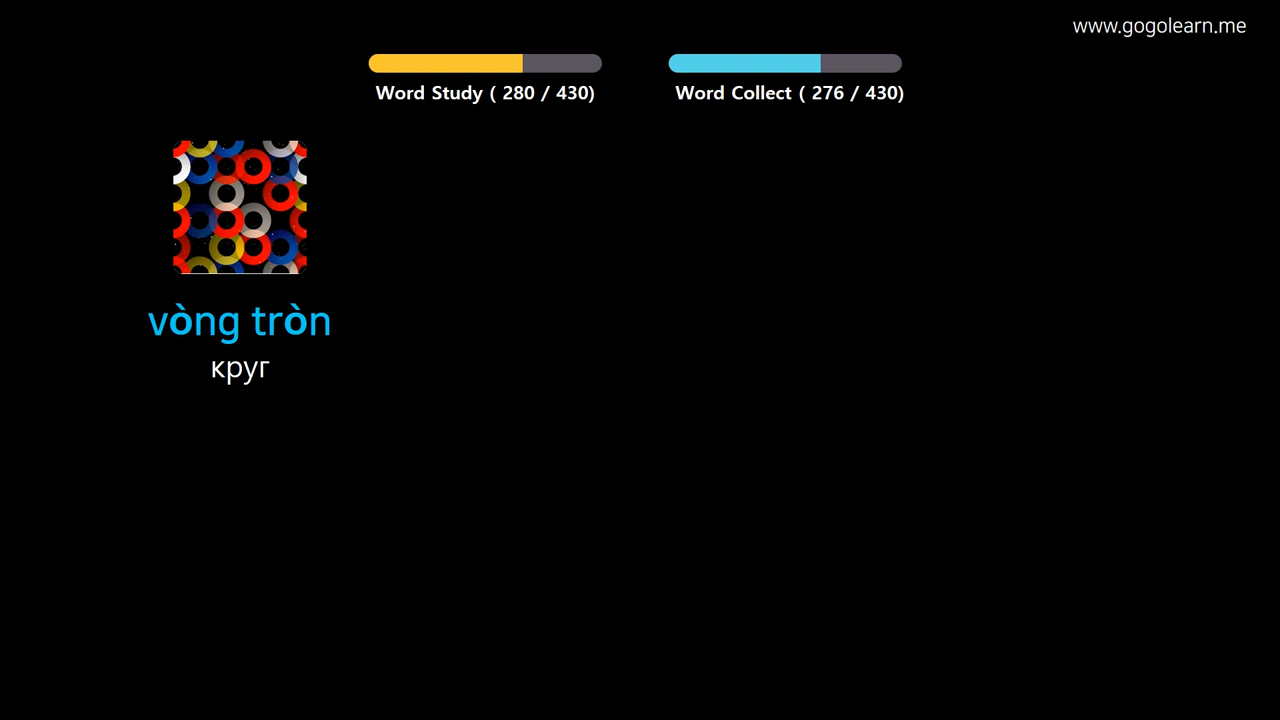 www.gogolearn.me
Word Study ( 280 / 430)
Word Collect ( 276 / 430)
vòng tròn
круг